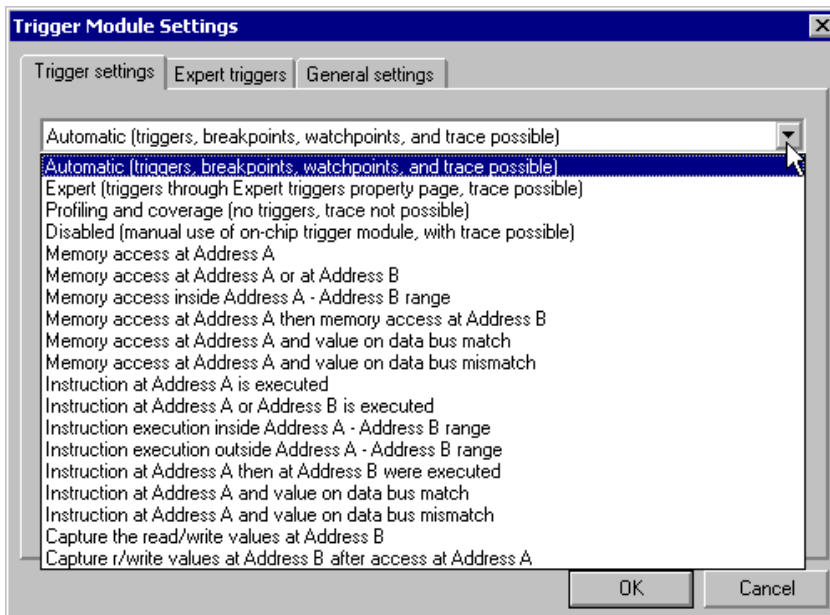 Trigger Module Settings
Trigger settings
Expert triggers
General settings
Automatic (triggers, breakpoints, watchpoints, and trace possible)
Automatic (triggers, breakpoints, watchpoints, and trace possible)
Expert (triggers through Expert triggers property page, trace possible)
Profiling and coverage (no triggers, trace not possible)
Disabled (manual use of on-chip trigger module, with trace possible)
Memory access at Address A
Memory access at Address A or at Address B
Memory access inside Address A - Address B range
Memory access at Address A then memory access at Address B
Memory access at Address A and value on data bus match
Memory access at Address A and value on data bus mismatch
Instruction at Address A is executed
Instruction at Address A or Address B is executed
Instruction execution inside Address A - Address B range
Instruction execution outside Address A - Address B range
Instruction at Address A then at Address B were executed
Instruction at Address A and value on data bus match
Instruction at Address A and value on data bus mismatch
Capture the read/write values at Address B
Capture r/write values at Address B after access at Address A
OK
Cancel